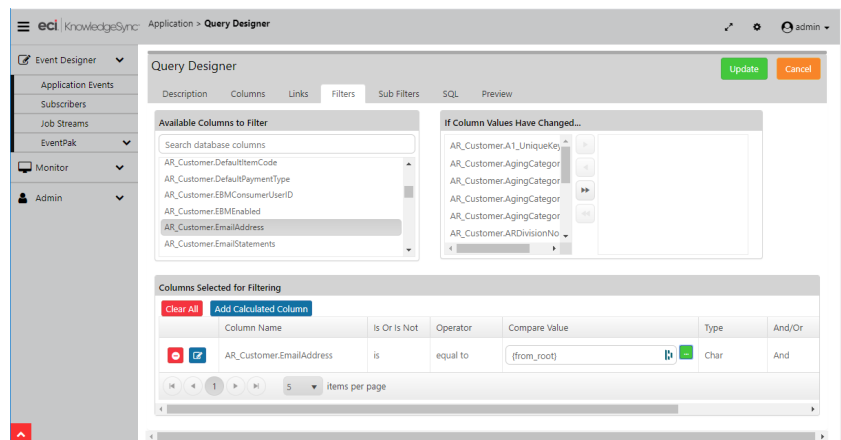 eci KnowledgeSync
Application > Query Designer
admin
Event Designer
Application Events
Subscribers
Job Streams
EventPak
Monitor
Admin
Query Designer
Update
Cancel
Description Columns Links Filters Sub Filters SQL Preview
Available Columns to Filter
Search database columns
AR_Customer.DefaultItemCode
AR_Customer.DefaultPaymentType
AR_Customer.EBMConsumerUserID
AR_Customer.EBMEnabled
AR_Customer.EmailAddress
AR_Customer.EmailStatements
If Column Values Have Changed...
AR_Customer.A1_UniqueKey
AR_Customer.AgingCategor
AR_Customer.AgingCategor
AR_Customer.AgingCategor
AR_Customer.AgingCategor
AR_Customer.ARDivisionNo
Columns Selected for Filtering
Clear All Add Calculated Column
Column Name Is Or Is Not Operator Compare Value Type And/Or
AR_Customer.EmailAddress is equal to {from_root} Char And
1 5 items per page